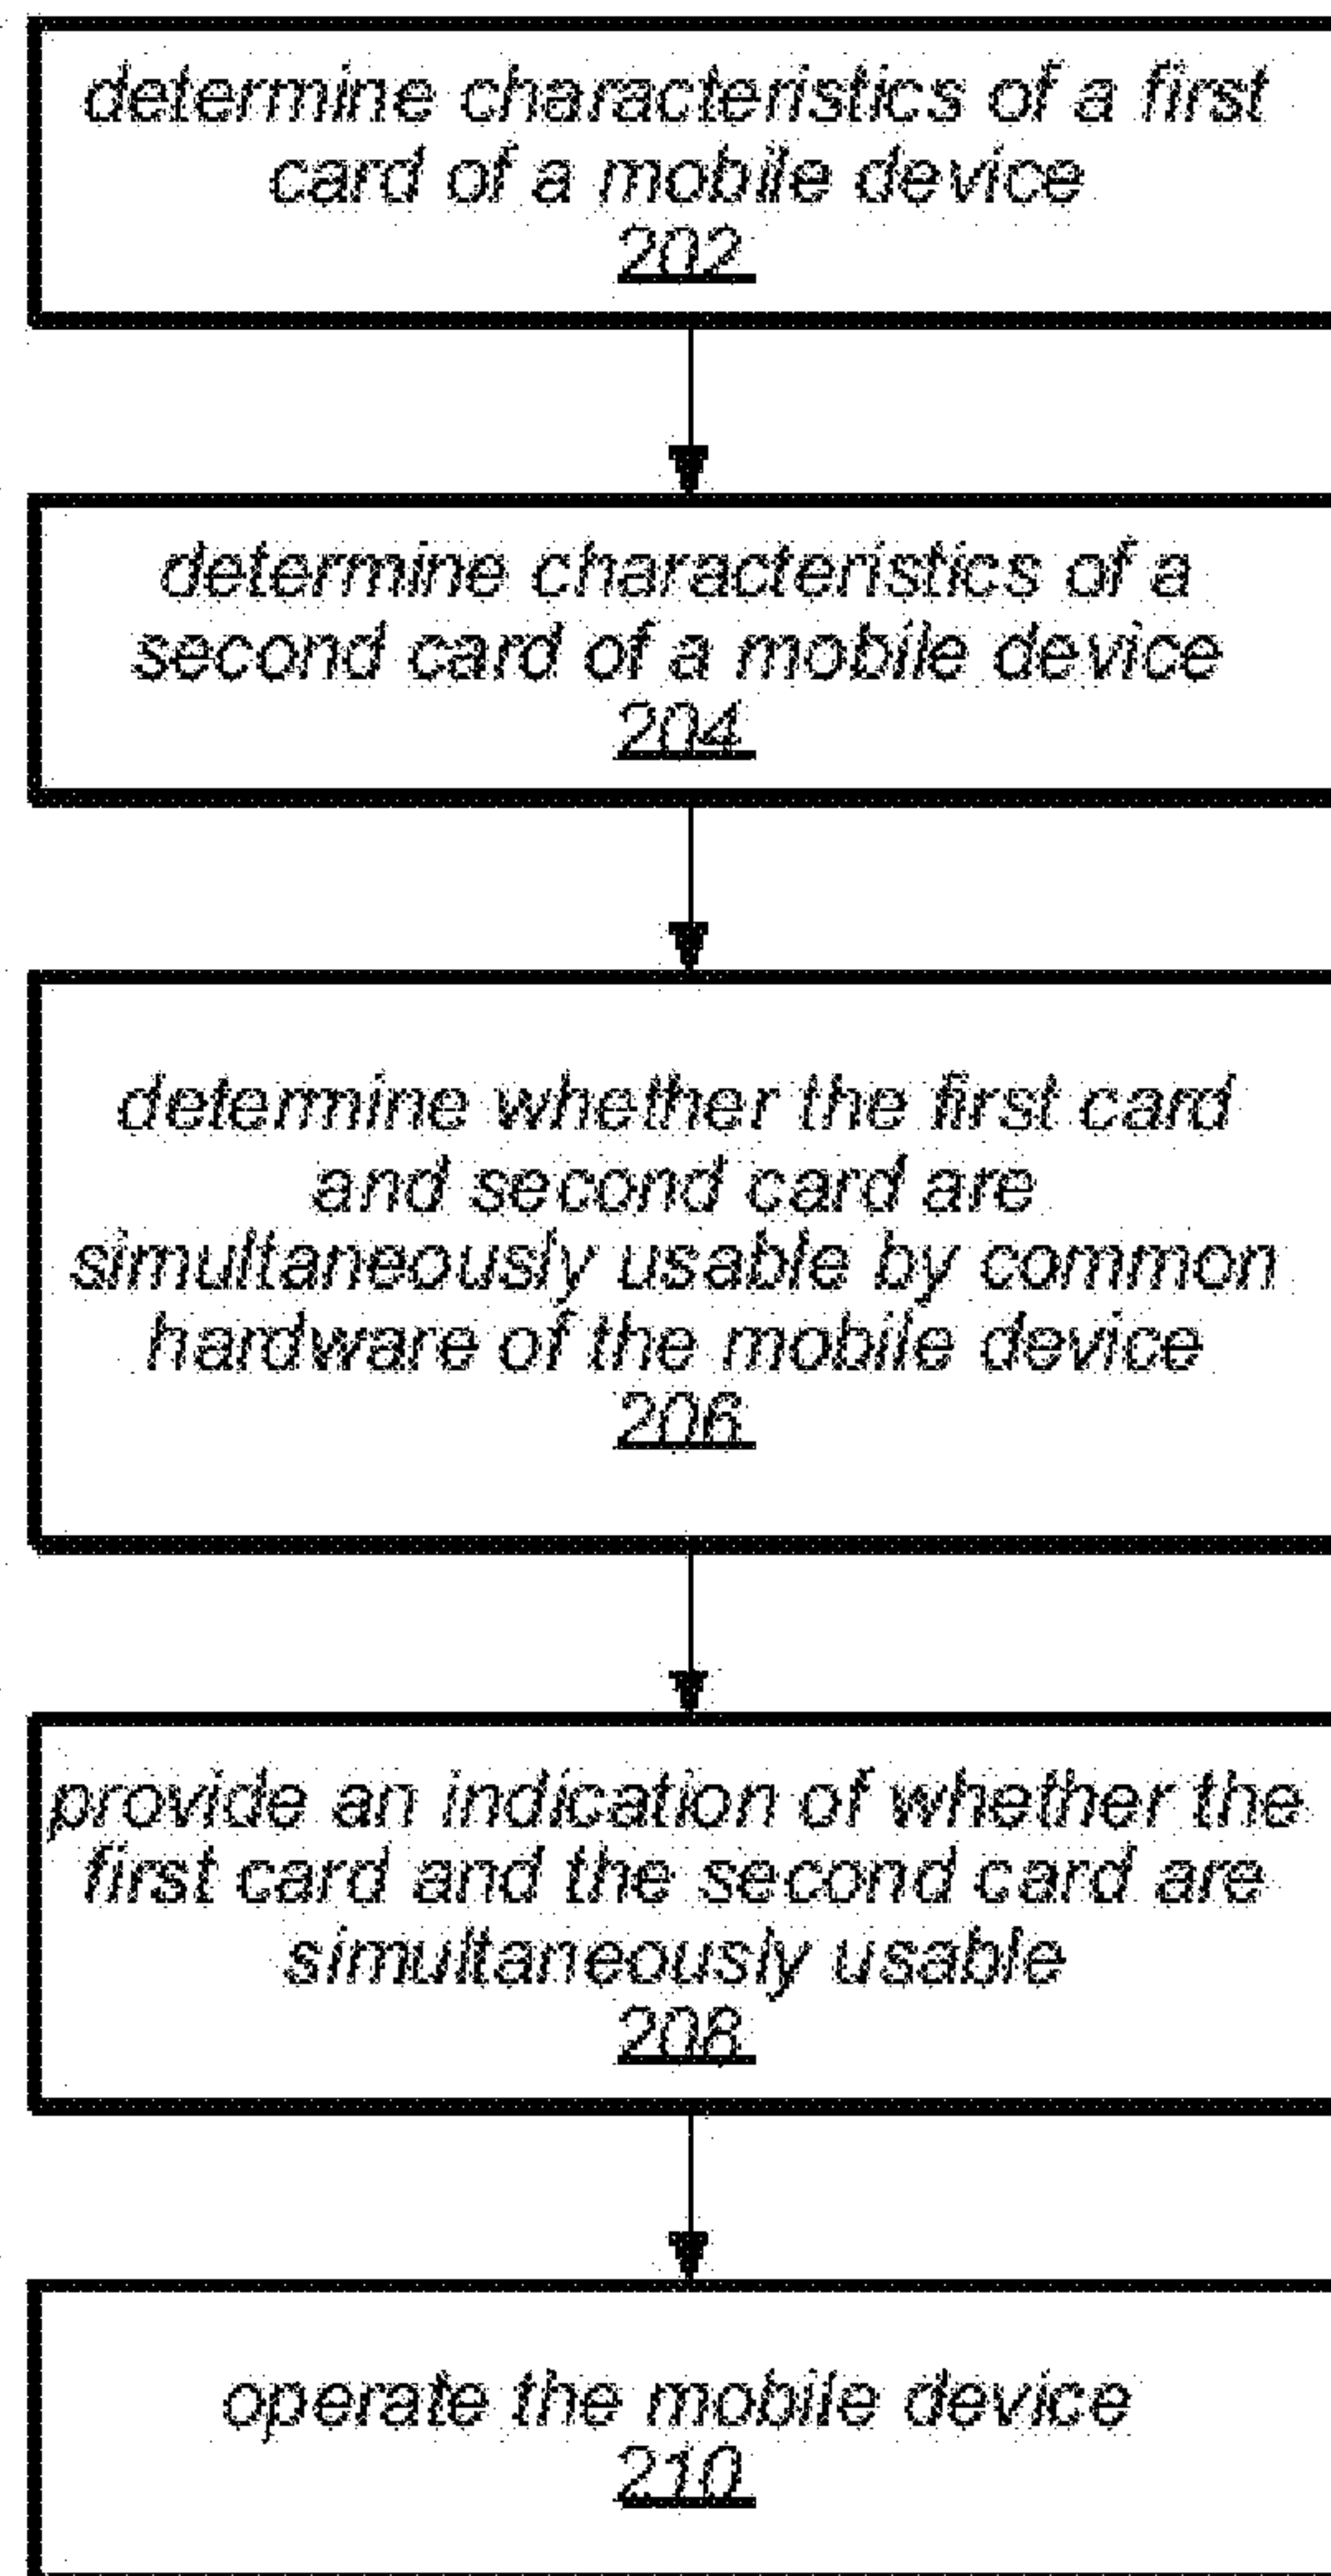 determine characteristics of a first
card of a mobile device
202
determine characteristics of a
second card of a mobile device
204
determine whether the first card
and second card are
simultaneously usable by common
hardware of the mobile device
206
provide an indication of whether the
first card and the second card are
simultaneously usable
208
operate the mobile device
210